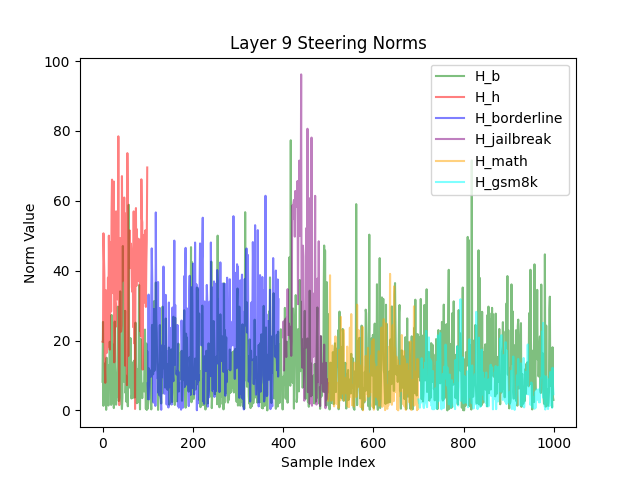 Layer 9 Steering Norms
100
80
60
40
20
0
Norm Value
0
200
400
600
800
1000
Sample Index
H_b
H_h
H_borderline
H_jailbreak
H_math
H_gsm8k